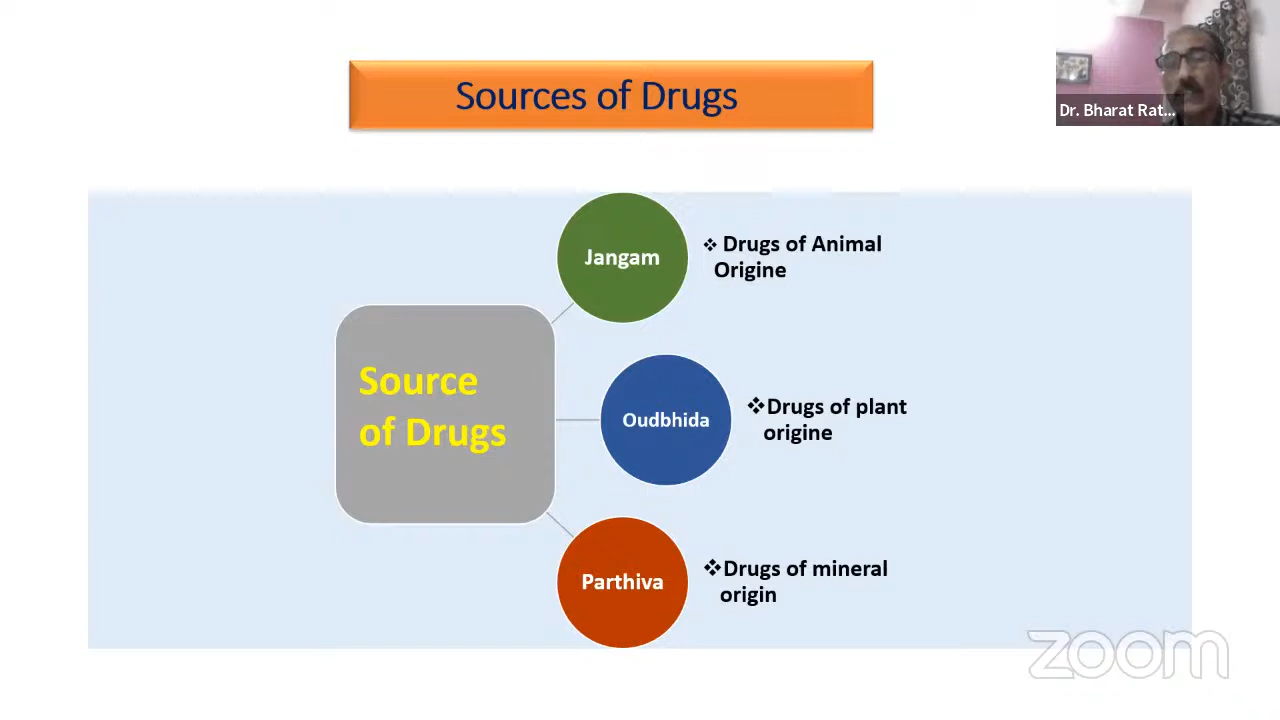 Sources of Drugs
Dr. Bharat Rat...
Jangam
❖ Drugs of Animal
Origine
Source
of Drugs
Oudbhida
❖Drugs of plant
origine
Parthiva
❖Drugs of mineral
origin
zoom